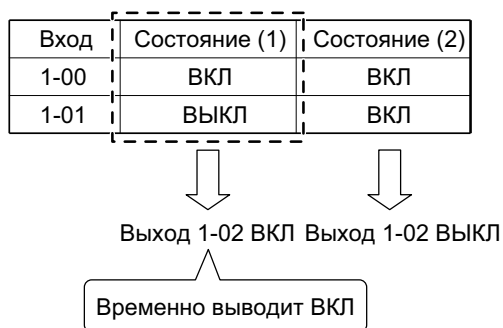 Вход Состояние (1) Состояние (2)
1-00 ВКЛ ВКЛ
1-01 ВЫКЛ ВКЛ
Выход 1-02 ВКЛ Выход 1-02 ВЫКЛ
Временно выводит ВКЛ